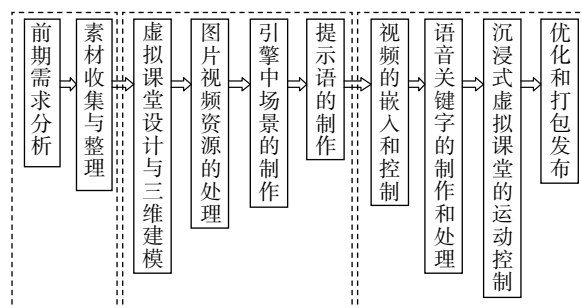 前期需求分析
素材收集与整理
虚拟课堂设计与三维建模
图片视频资源的处理
引擎中场景的制作
提示语的制作
视频的嵌入和控制
语音关键字的制作和处理
沉浸式虚拟课堂的运动控制
优化和打包发布